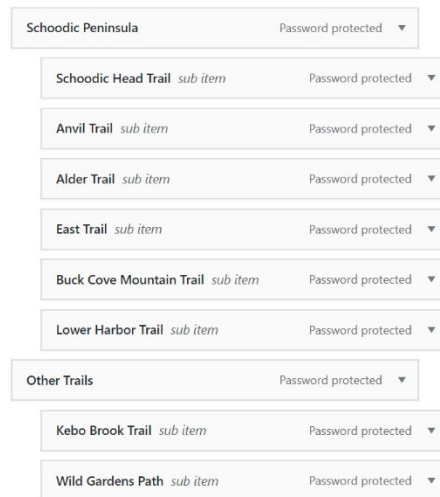 Schoodic Peninsula Password protected ▼
Schoodic Head Trail sub item Password protected ▼
Anvil Trail sub item Password protected ▼
Alder Trail sub item Password protected ▼
East Trail sub item Password protected ▼
Buck Cove Mountain Trail sub item Password protected ▼
Lower Harbor Trail sub item Password protected ▼
Other Trails Password protected ▼
Kebo Brook Trail sub item Password protected ▼
Wild Gardens Path sub item Password protected ▼